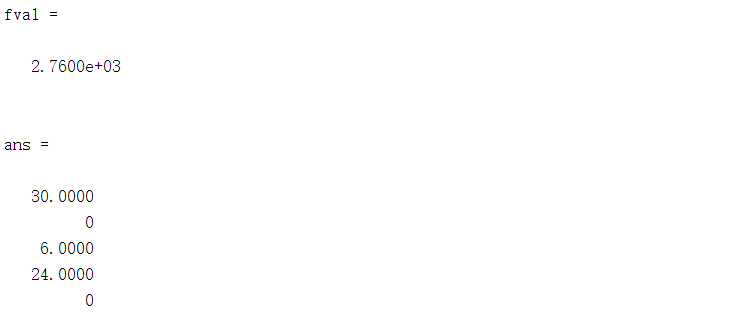 fval =
2.7600e+03
ans =
30.0000
0
6.0000
24.0000
0